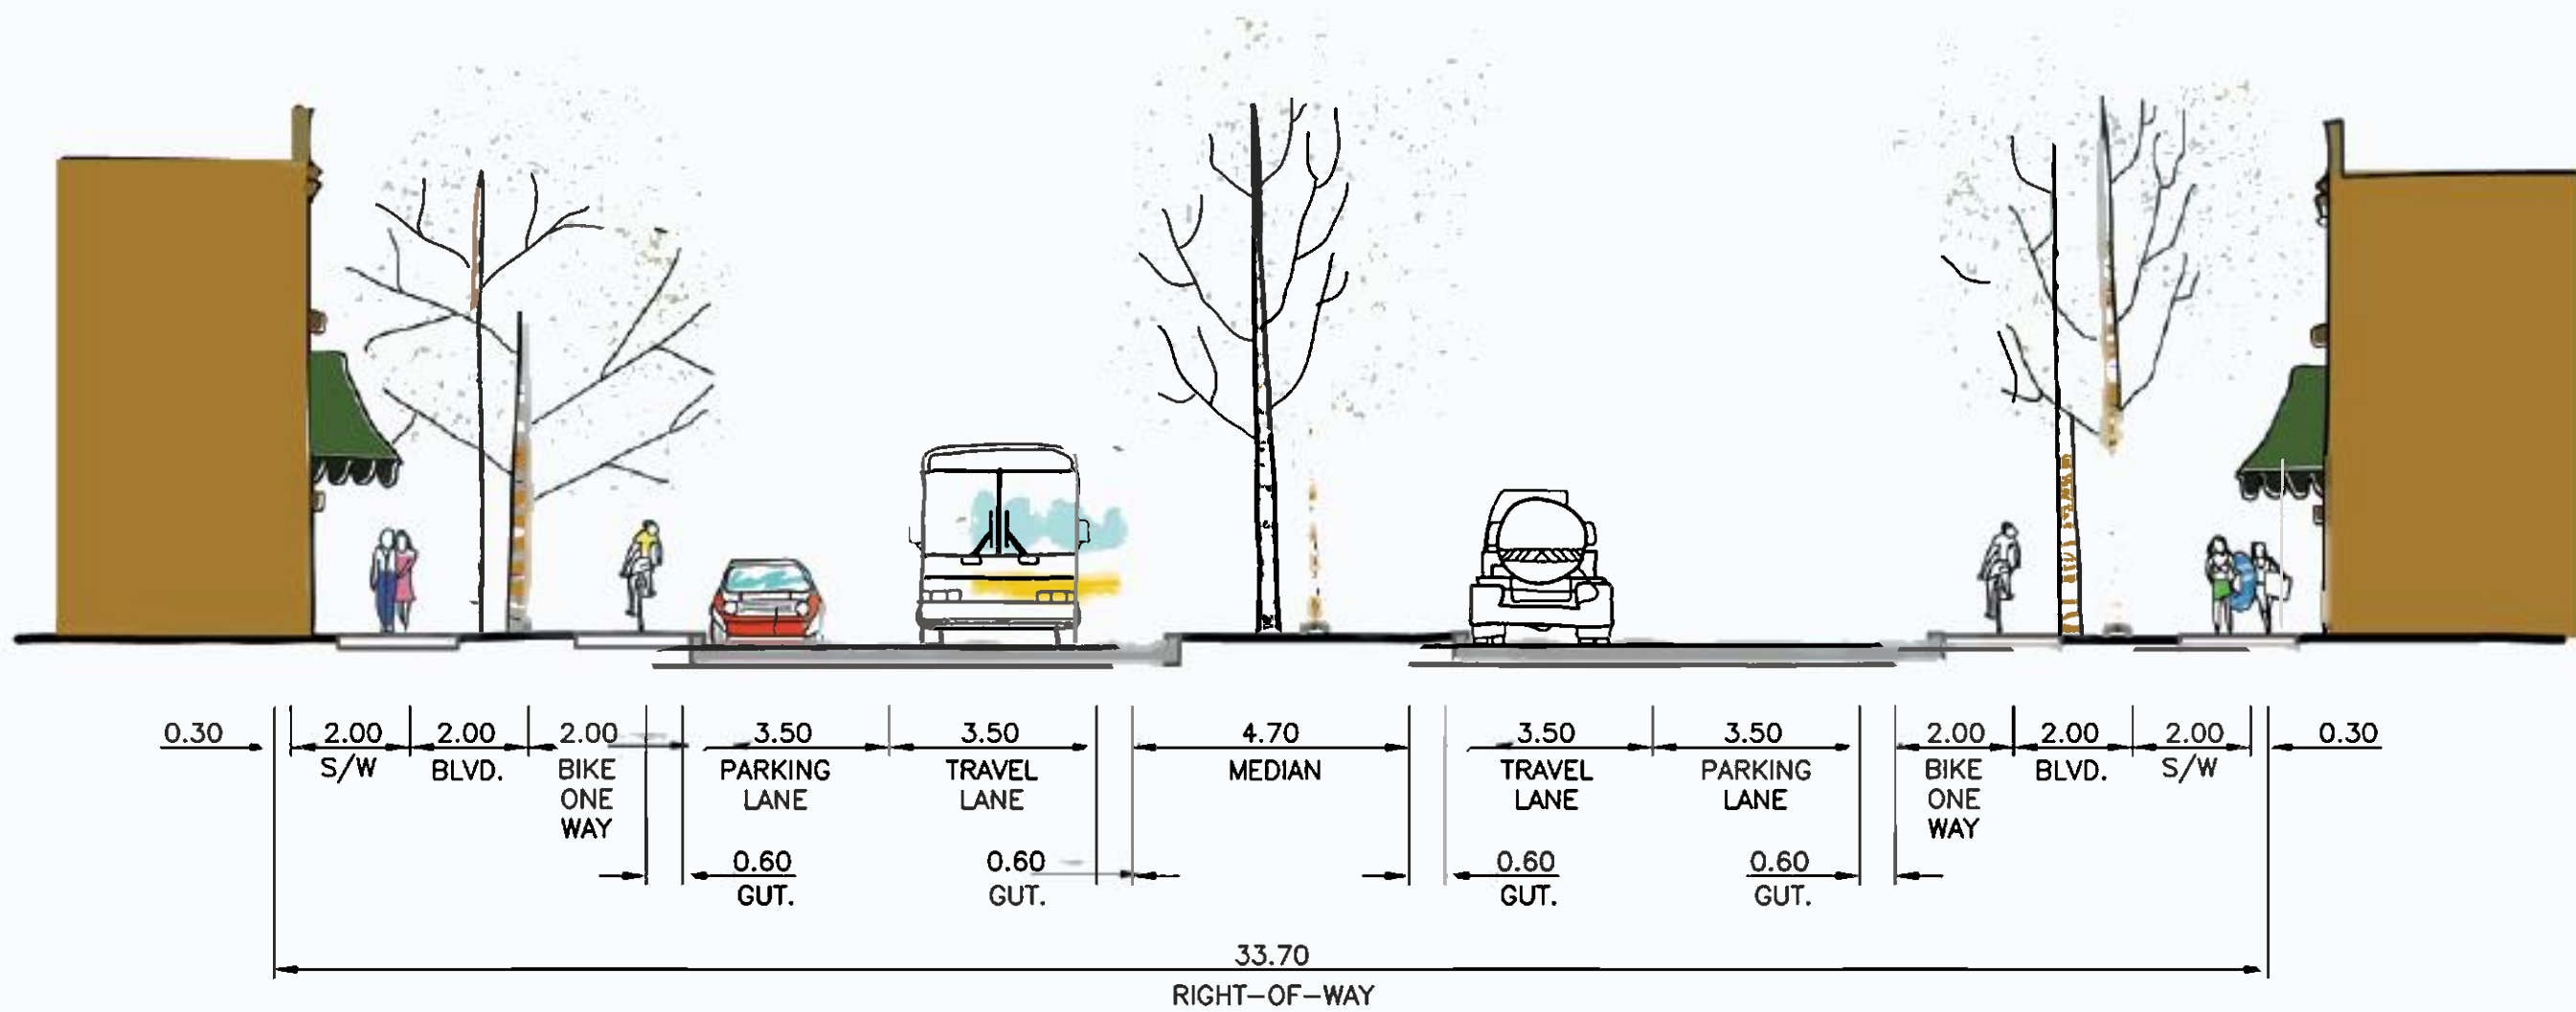 0.30 2.00 2.00 2.00 3.50 3.50 4.70 3.50 3.50 2.00 2.00 2.00 0.30
S/W BLVD. BIKE PARKING TRAVEL MEDIAN TRAVEL PARKING BIKE BLVD. S/W
ONE LANE LANE LANE LANE ONE
WAY WAY
0.60 0.60 0.60 0.60
GUT. GUT. GUT. GUT.
33.70
RIGHT-OF-WAY